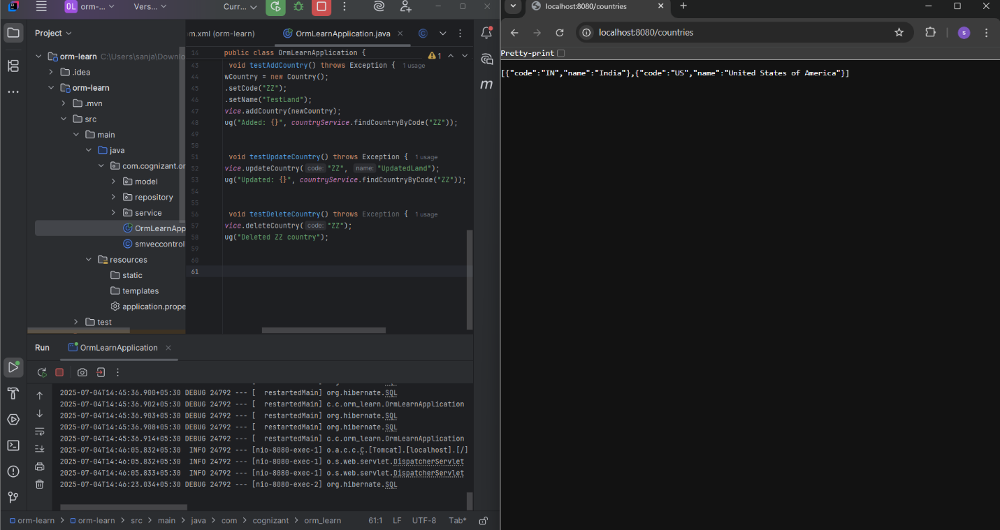 OL orm-... Vers... Curr...
Project
m.xml (orm-learn) OrmLearnApplication.java
orm-learn C:\Users\sanja\Downlo
.idea
orm-learn
.mvn
src
main
java
com.cognizant.or
model
repository
service
OrmLearnApp
smveccontrol
resources
static
templates
application.prope
test
14 public class OrmLearnApplication { 1
43 void testAddCountry() throws Exception { 1 usage
44 wCountry = new Country();
45 .setCode("ZZ");
46 .setName("TestLand");
47 vice.addCountry(newCountry);
48 ug("Added: {}", countryService.findCountryByCode("ZZ"));
49
50
51 void testUpdateCountry() throws Exception { 1 usage
52 vice.updateCountry( code: "ZZ", name: "UpdatedLand");
53 ug("Updated: {}", countryService.findCountryByCode("ZZ"));
54
55
56 void testDeleteCountry() throws Exception { 1 usage
57 vice.deleteCountry( code: "ZZ");
58 ug("Deleted ZZ country");
59
60
61
m
Run OrmLearnApplication
2025-07-04T14:45:36.900+05:30 DEBUG 24792 --- [ restartedMain] org.hibernate.SQL
2025-07-04T14:45:36.902+05:30 DEBUG 24792 --- [ restartedMain] c.c.orm_learn.OrmLearnApplication
2025-07-04T14:45:36.903+05:30 DEBUG 24792 --- [ restartedMain] org.hibernate.SQL
2025-07-04T14:45:36.908+05:30 DEBUG 24792 --- [ restartedMain] org.hibernate.SQL
2025-07-04T14:45:36.914+05:30 DEBUG 24792 --- [ restartedMain] c.c.orm_learn.OrmLearnApplication
2025-07-04T14:46:05.832+05:30 INFO 24792 --- [nio-8080-exec-1] o.a.c.c.C.[Tomcat].[localhost].[/]
2025-07-04T14:46:05.832+05:30 INFO 24792 --- [nio-8080-exec-1] o.s.web.servlet.DispatcherServlet
2025-07-04T14:46:05.833+05:30 INFO 24792 --- [nio-8080-exec-1] o.s.web.servlet.DispatcherServlet
2025-07-04T14:46:23.034+05:30 DEBUG 24792 --- [nio-8080-exec-2] org.hibernate.SQL
orm-learn > orm-learn > src > main > java > com > cognizant > orm_learn 61:1 LF UTF-8 Tab*
localhost:8080/countries
localhost:8080/countries s
Pretty-print
[{"code":"IN","name":"India"},{"code":"US","name":"United States of America"}]